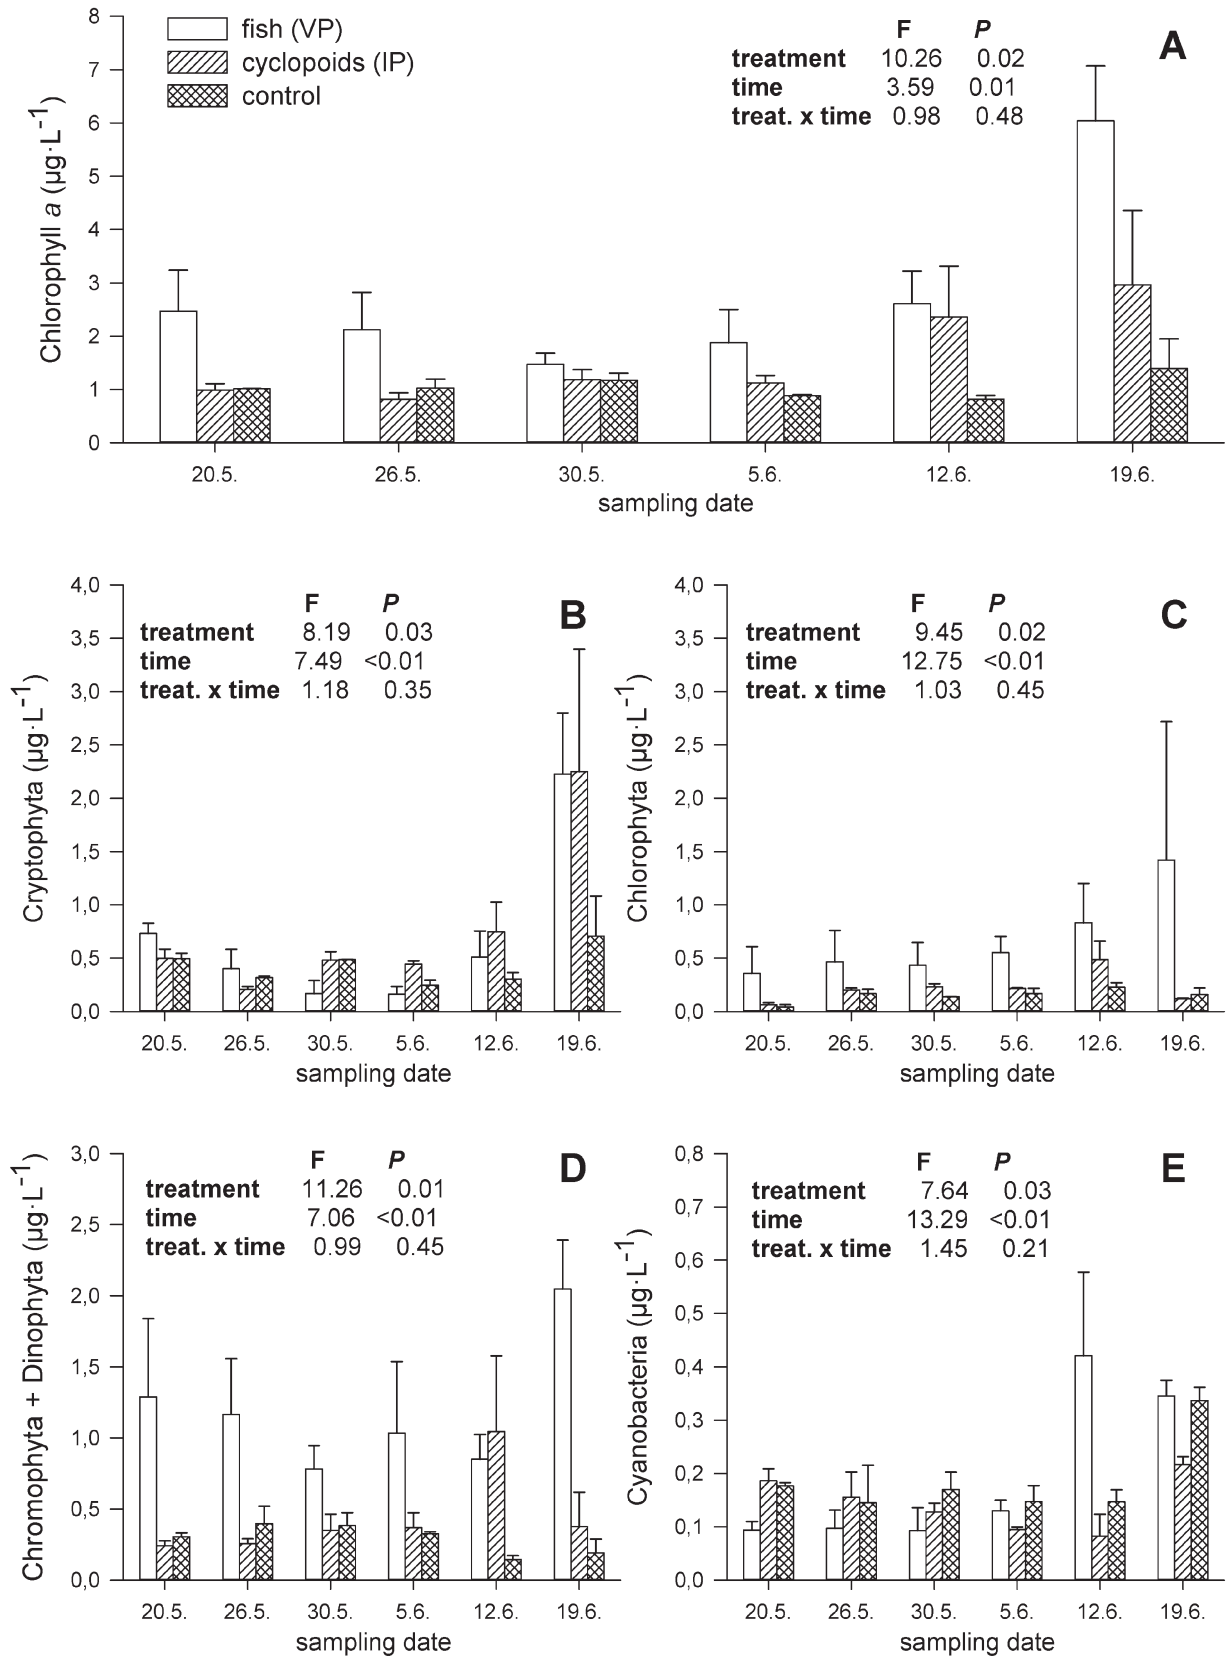 fish (VP)
cyclopoids (IP)
control
F P
treatment 10.26 0.02
time 3.59 0.01
treat. x time 0.98 0.48
A
Chlorophyll a (µg·L⁻¹)
8
7
6
5
4
3
2
1
0
20.5. 26.5. 30.5. 5.6. 12.6. 19.6.
sampling date
F P
treatment 8.19 0.03
time 7.49 <0.01
treat. x time 1.18 0.35
B
Cryptophyta (µg·L⁻¹)
4,0
3,5
3,0
2,5
2,0
1,5
1,0
0,5
0,0
20.5. 26.5. 30.5. 5.6. 12.6. 19.6.
sampling date
F P
treatment 9.45 0.02
time 12.75 <0.01
treat. x time 1.03 0.45
C
Chlorophyta (µg·L⁻¹)
4,0
3,5
3,0
2,5
2,0
1,5
1,0
0,5
0,0
20.5. 26.5. 30.5. 5.6. 12.6. 19.6.
sampling date
F P
treatment 11.26 0.01
time 7.06 <0.01
treat. x time 0.99 0.45
D
Chromophyta + Dinophyta (µg·L⁻¹)
3,0
2,5
2,0
1,5
1,0
0,5
0,0
20.5. 26.5. 30.5. 5.6. 12.6. 19.6.
sampling date
F P
treatment 7.64 0.03
time 13.29 <0.01
treat. x time 1.45 0.21
E
Cyanobacteria (µg·L⁻¹)
0,8
0,7
0,6
0,5
0,4
0,3
0,2
0,1
0,0
20.5. 26.5. 30.5. 5.6. 12.6. 19.6.
sampling date